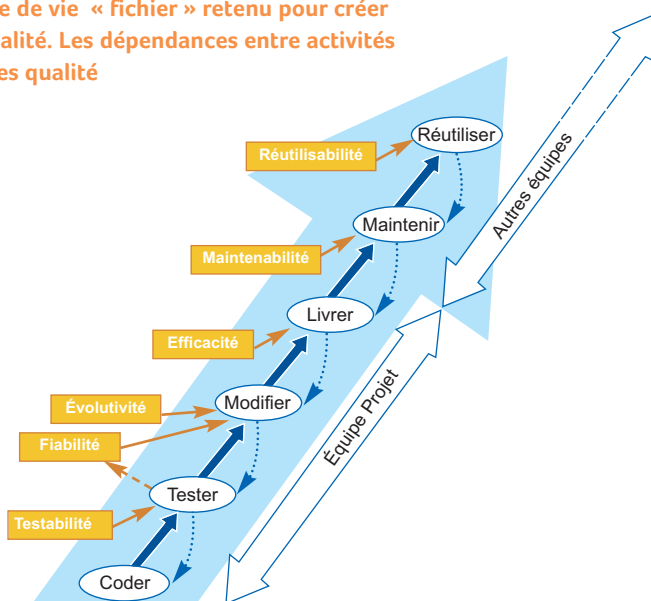 e de vie « fichier » retenu pour créer
alité. Les dépendances entre activités
es qualité
Réutiliser
Réutilisabilité
Autres équipes
Maintenir
Maintenabilité
Livrer
Efficacité
Équipe Projet
Modifier
Évolutivité
Fiabilité
Tester
Testabilité
Coder